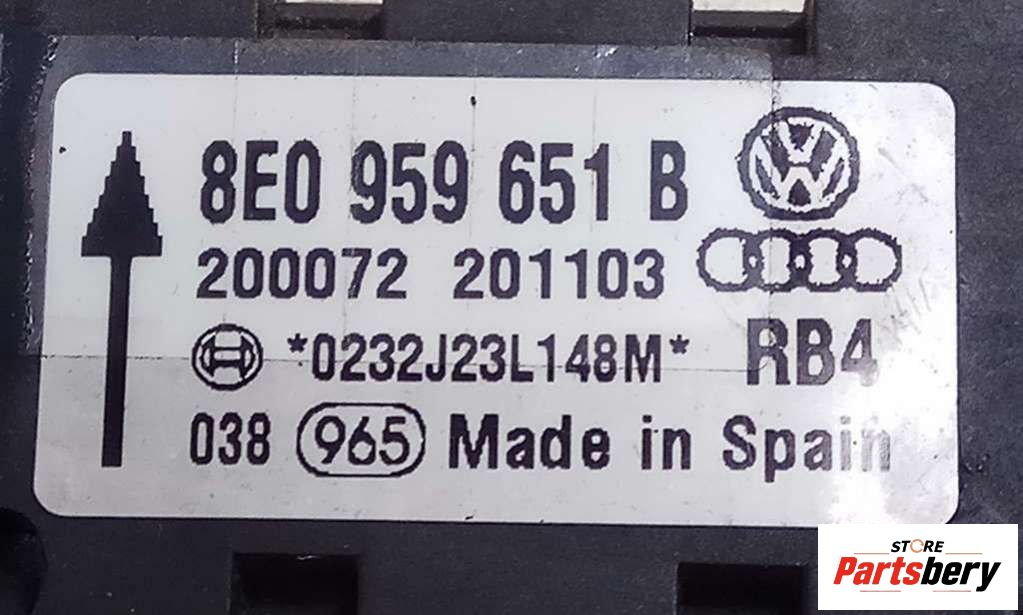 8E0 959 651 B
200072 201103
*0232J23L148M* RB4
038 965 Made in Spain
STORE
Partsbery